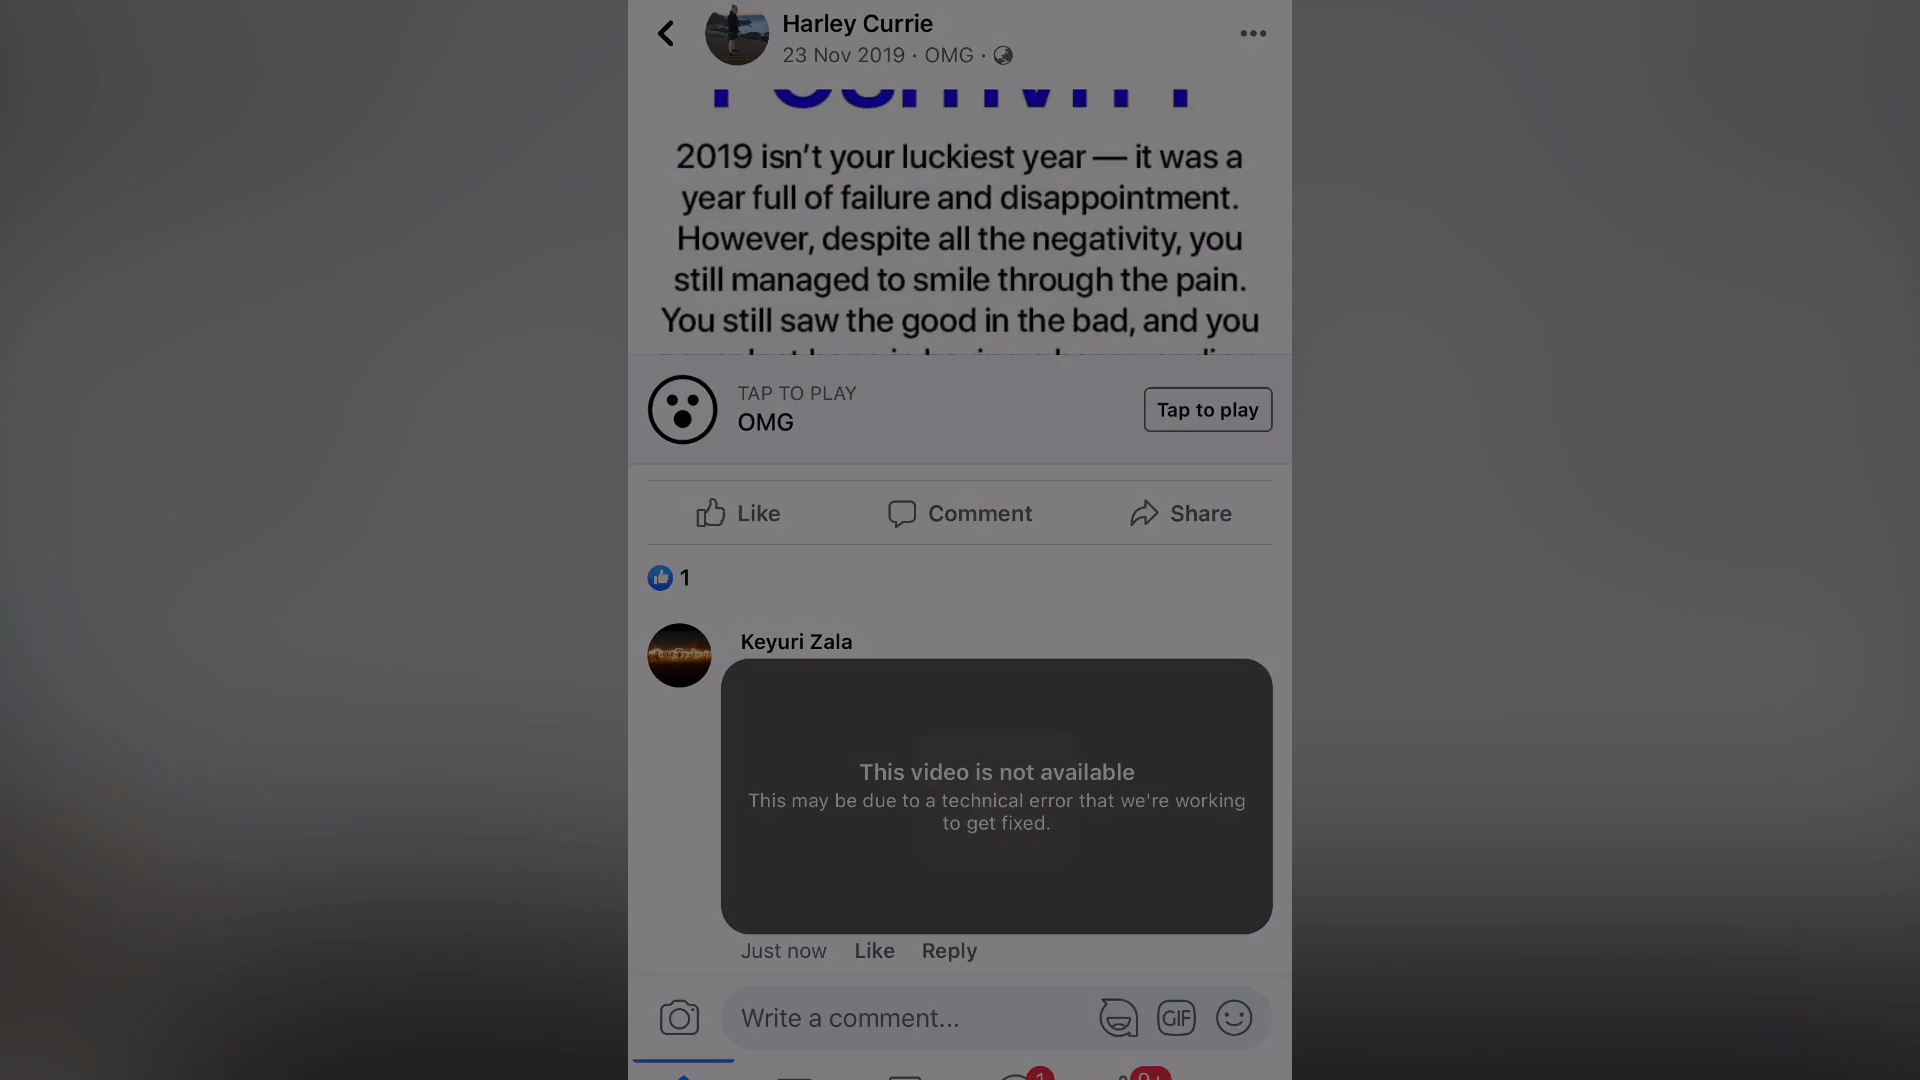 Harley Currie
23 Nov 2019 · OMG ·
POSITIVITY
2019 isn't your luckiest year — it was a
year full of failure and disappointment.
However, despite all the negativity, you
still managed to smile through the pain.
You still saw the good in the bad, and you
TAP TO PLAY
OMG
Tap to play
Like
Comment
Share
1
Keyuri Zala
This video is not available
This may be due to a technical error that we're working
to get fixed.
Just now
Like
Reply
Write a comment...
GIF
1
9+